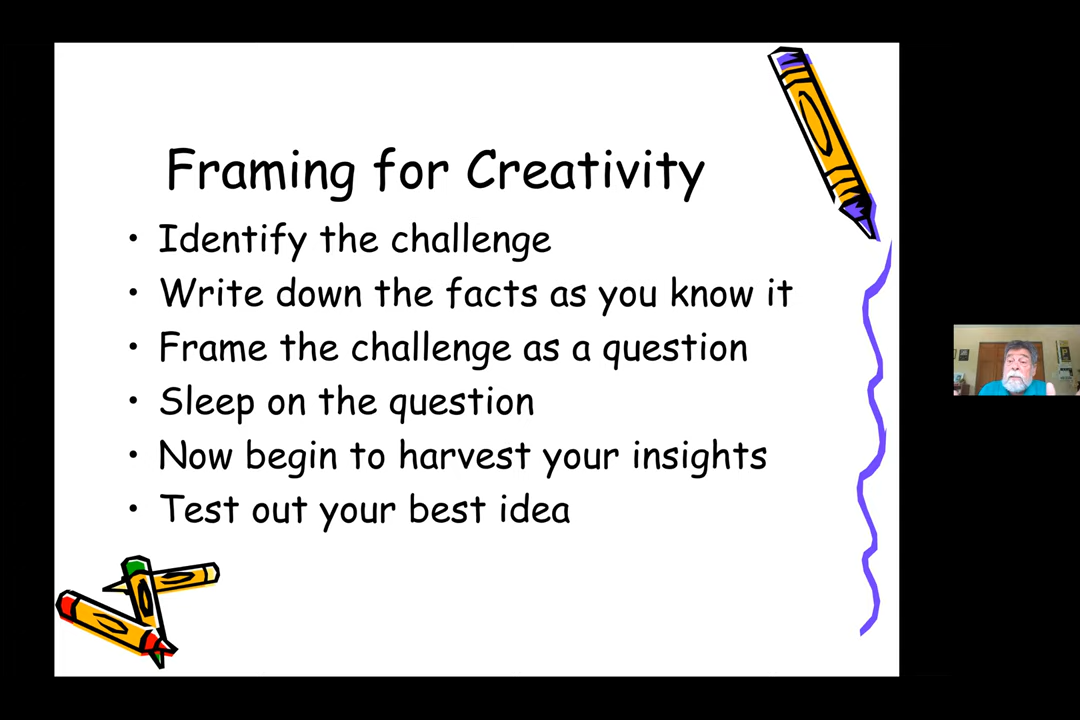 Framing for Creativity
• Identify the challenge
• Write down the facts as you know it
• Frame the challenge as a question
• Sleep on the question
• Now begin to harvest your insights
• Test out your best idea